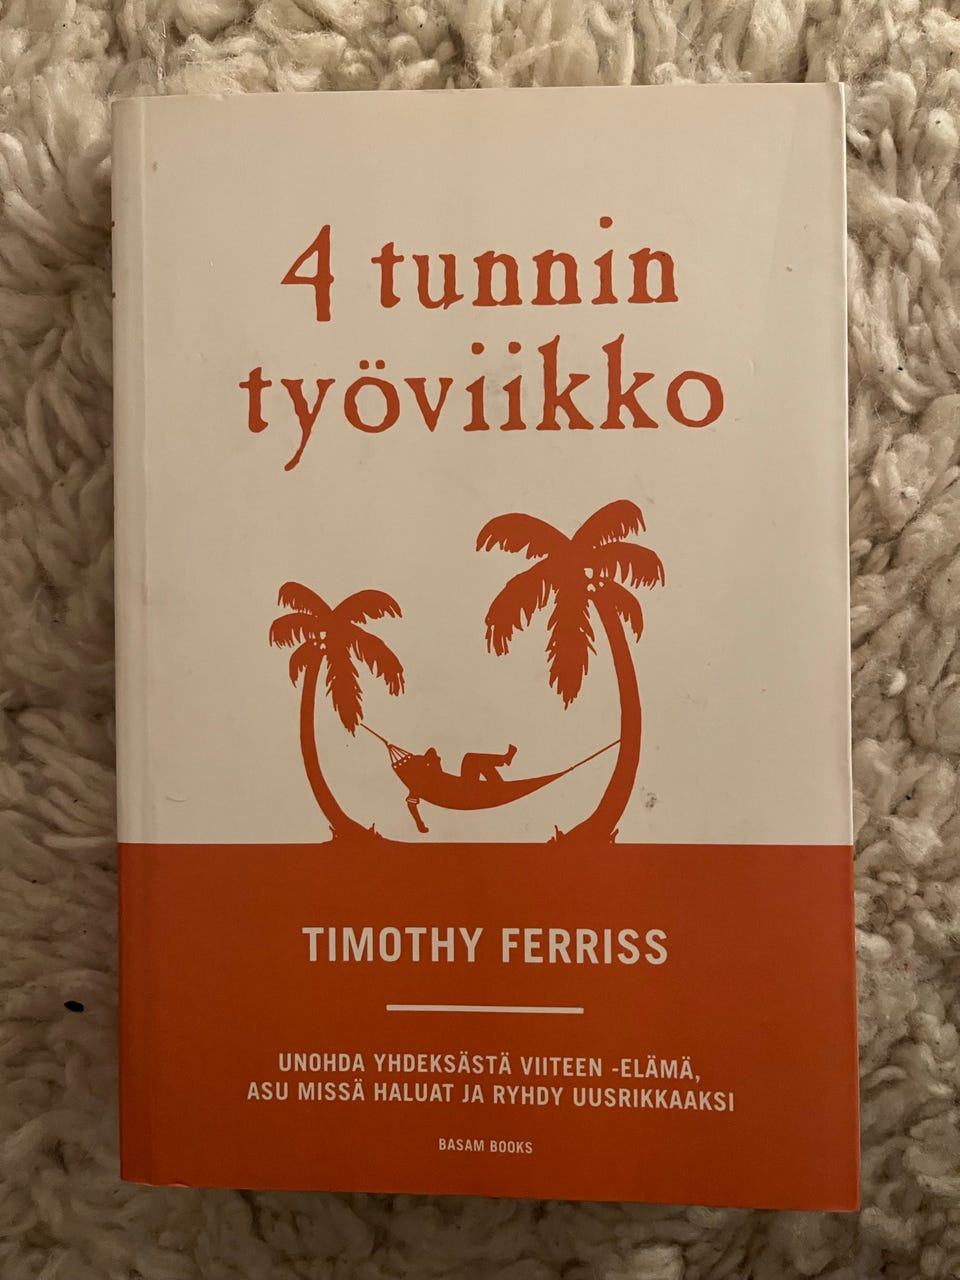 4 tunnin
työviikko
TIMOTHY FERRISS
UNOHDA YHDEKSÄSTÄ VIITEEN -ELÄMÄ,
ASU MISSÄ HALUAT JA RYHDY UUSRIKKAAKSI
BASAM BOOKS